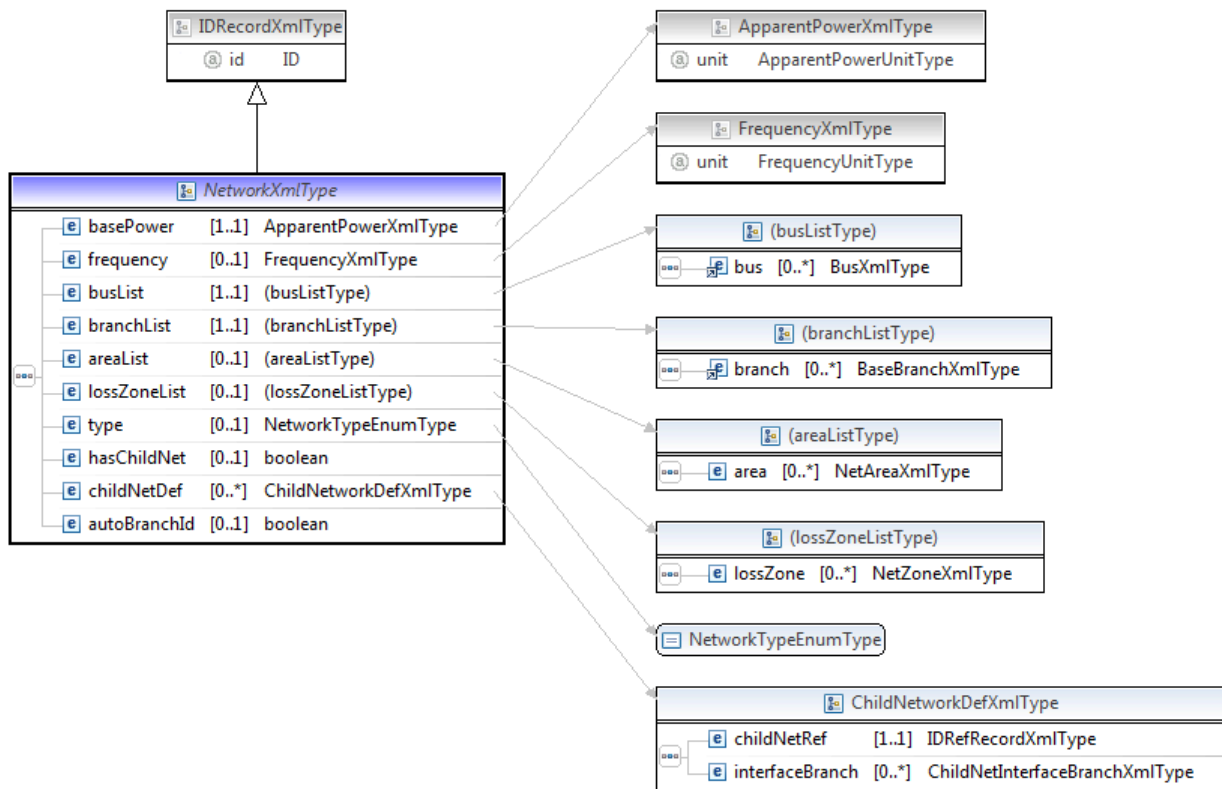 IDRecordXmlType
a id ID
NetworkXmlType
e basePower [1..1] ApparentPowerXmlType
e frequency [0..1] FrequencyXmlType
e busList [1..1] (busListType)
e branchList [1..1] (branchListType)
e areaList [0..1] (areaListType)
e lossZoneList [0..1] (lossZoneListType)
e type [0..1] NetworkTypeEnumType
e hasChildNet [0..1] boolean
e childNetDef [0..*] ChildNetworkDefXmlType
e autoBranchId [0..1] boolean
ApparentPowerXmlType
a unit ApparentPowerUnitType
FrequencyXmlType
a unit FrequencyUnitType
(busListType)
e bus [0..*] BusXmlType
(branchListType)
e branch [0..*] BaseBranchXmlType
(areaListType)
e area [0..*] NetAreaXmlType
(lossZoneListType)
e lossZone [0..*] NetZoneXmlType
NetworkTypeEnumType
ChildNetworkDefXmlType
e childNetRef [1..1] IDRefRecordXmlType
e interfaceBranch [0..*] ChildNetInterfaceBranchXmlType